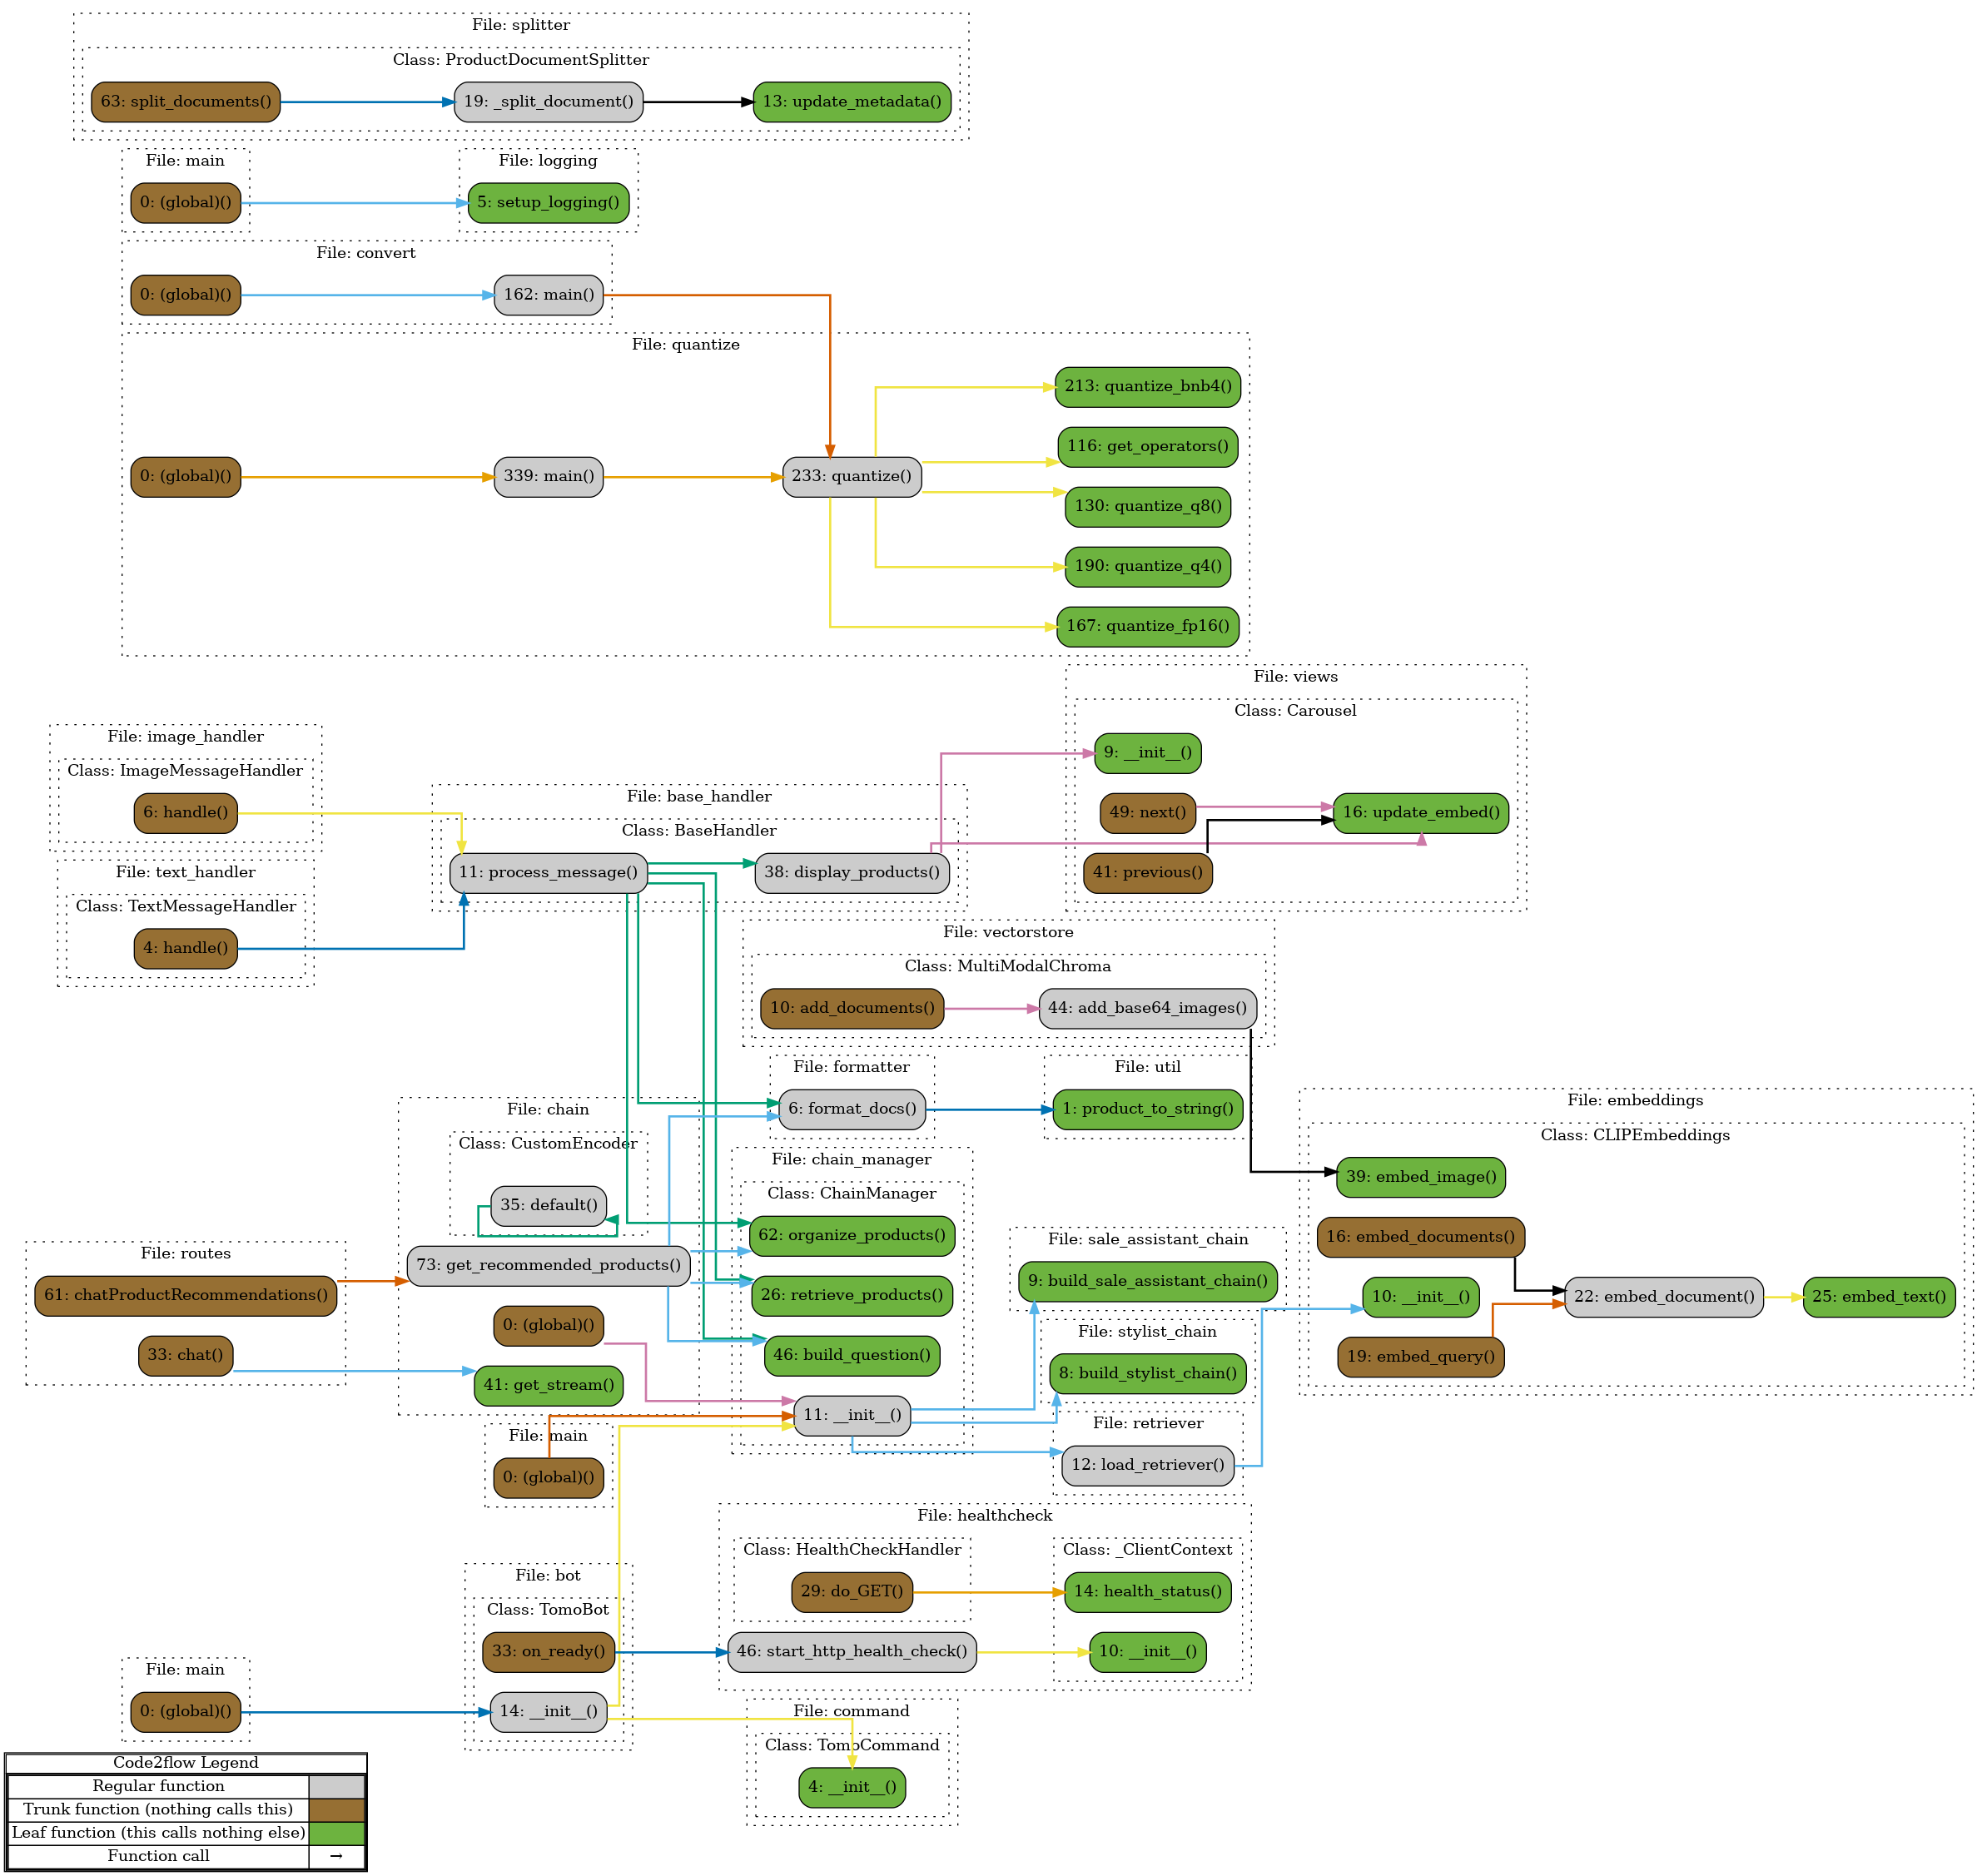 File: splitter
Class: ProductDocumentSplitter
63: split_documents()
19: _split_document()
13: update_metadata()
File: main
0: (global)()
File: logging
5: setup_logging()
File: convert
0: (global)()
162: main()
File: quantize
0: (global)()
339: main()
233: quantize()
213: quantize_bnb4()
116: get_operators()
130: quantize_q8()
190: quantize_q4()
167: quantize_fp16()
File: views
Class: Carousel
9: __init__()
49: next()
16: update_embed()
41: previous()
File: image_handler
Class: ImageMessageHandler
6: handle()
File: base_handler
Class: BaseHandler
11: process_message()
38: display_products()
File: text_handler
Class: TextMessageHandler
4: handle()
File: vectorstore
Class: MultiModalChroma
10: add_documents()
44: add_base64_images()
File: formatter
6: format_docs()
File: util
1: product_to_string()
File: embeddings
Class: CLIPEmbeddings
39: embed_image()
16: embed_documents()
10: __init__()
22: embed_document()
25: embed_text()
19: embed_query()
File: chain
Class: CustomEncoder
35: default()
73: get_recommended_products()
0: (global)()
41: get_stream()
File: chain_manager
Class: ChainManager
62: organize_products()
26: retrieve_products()
46: build_question()
11: __init__()
File: routes
61: chatProductRecommendations()
33: chat()
File: sale_assistant_chain
9: build_sale_assistant_chain()
File: stylist_chain
8: build_stylist_chain()
File: retriever
12: load_retriever()
File: main
0: (global)()
File: healthcheck
Class: HealthCheckHandler
29: do_GET()
Class: _ClientContext
14: health_status()
46: start_http_health_check()
10: __init__()
File: bot
Class: TomoBot
33: on_ready()
14: __init__()
File: main
0: (global)()
File: command
Class: TomoCommand
4: __init__()
Code2flow Legend
Regular function
Trunk function (nothing calls this)
Leaf function (this calls nothing else)
Function call →